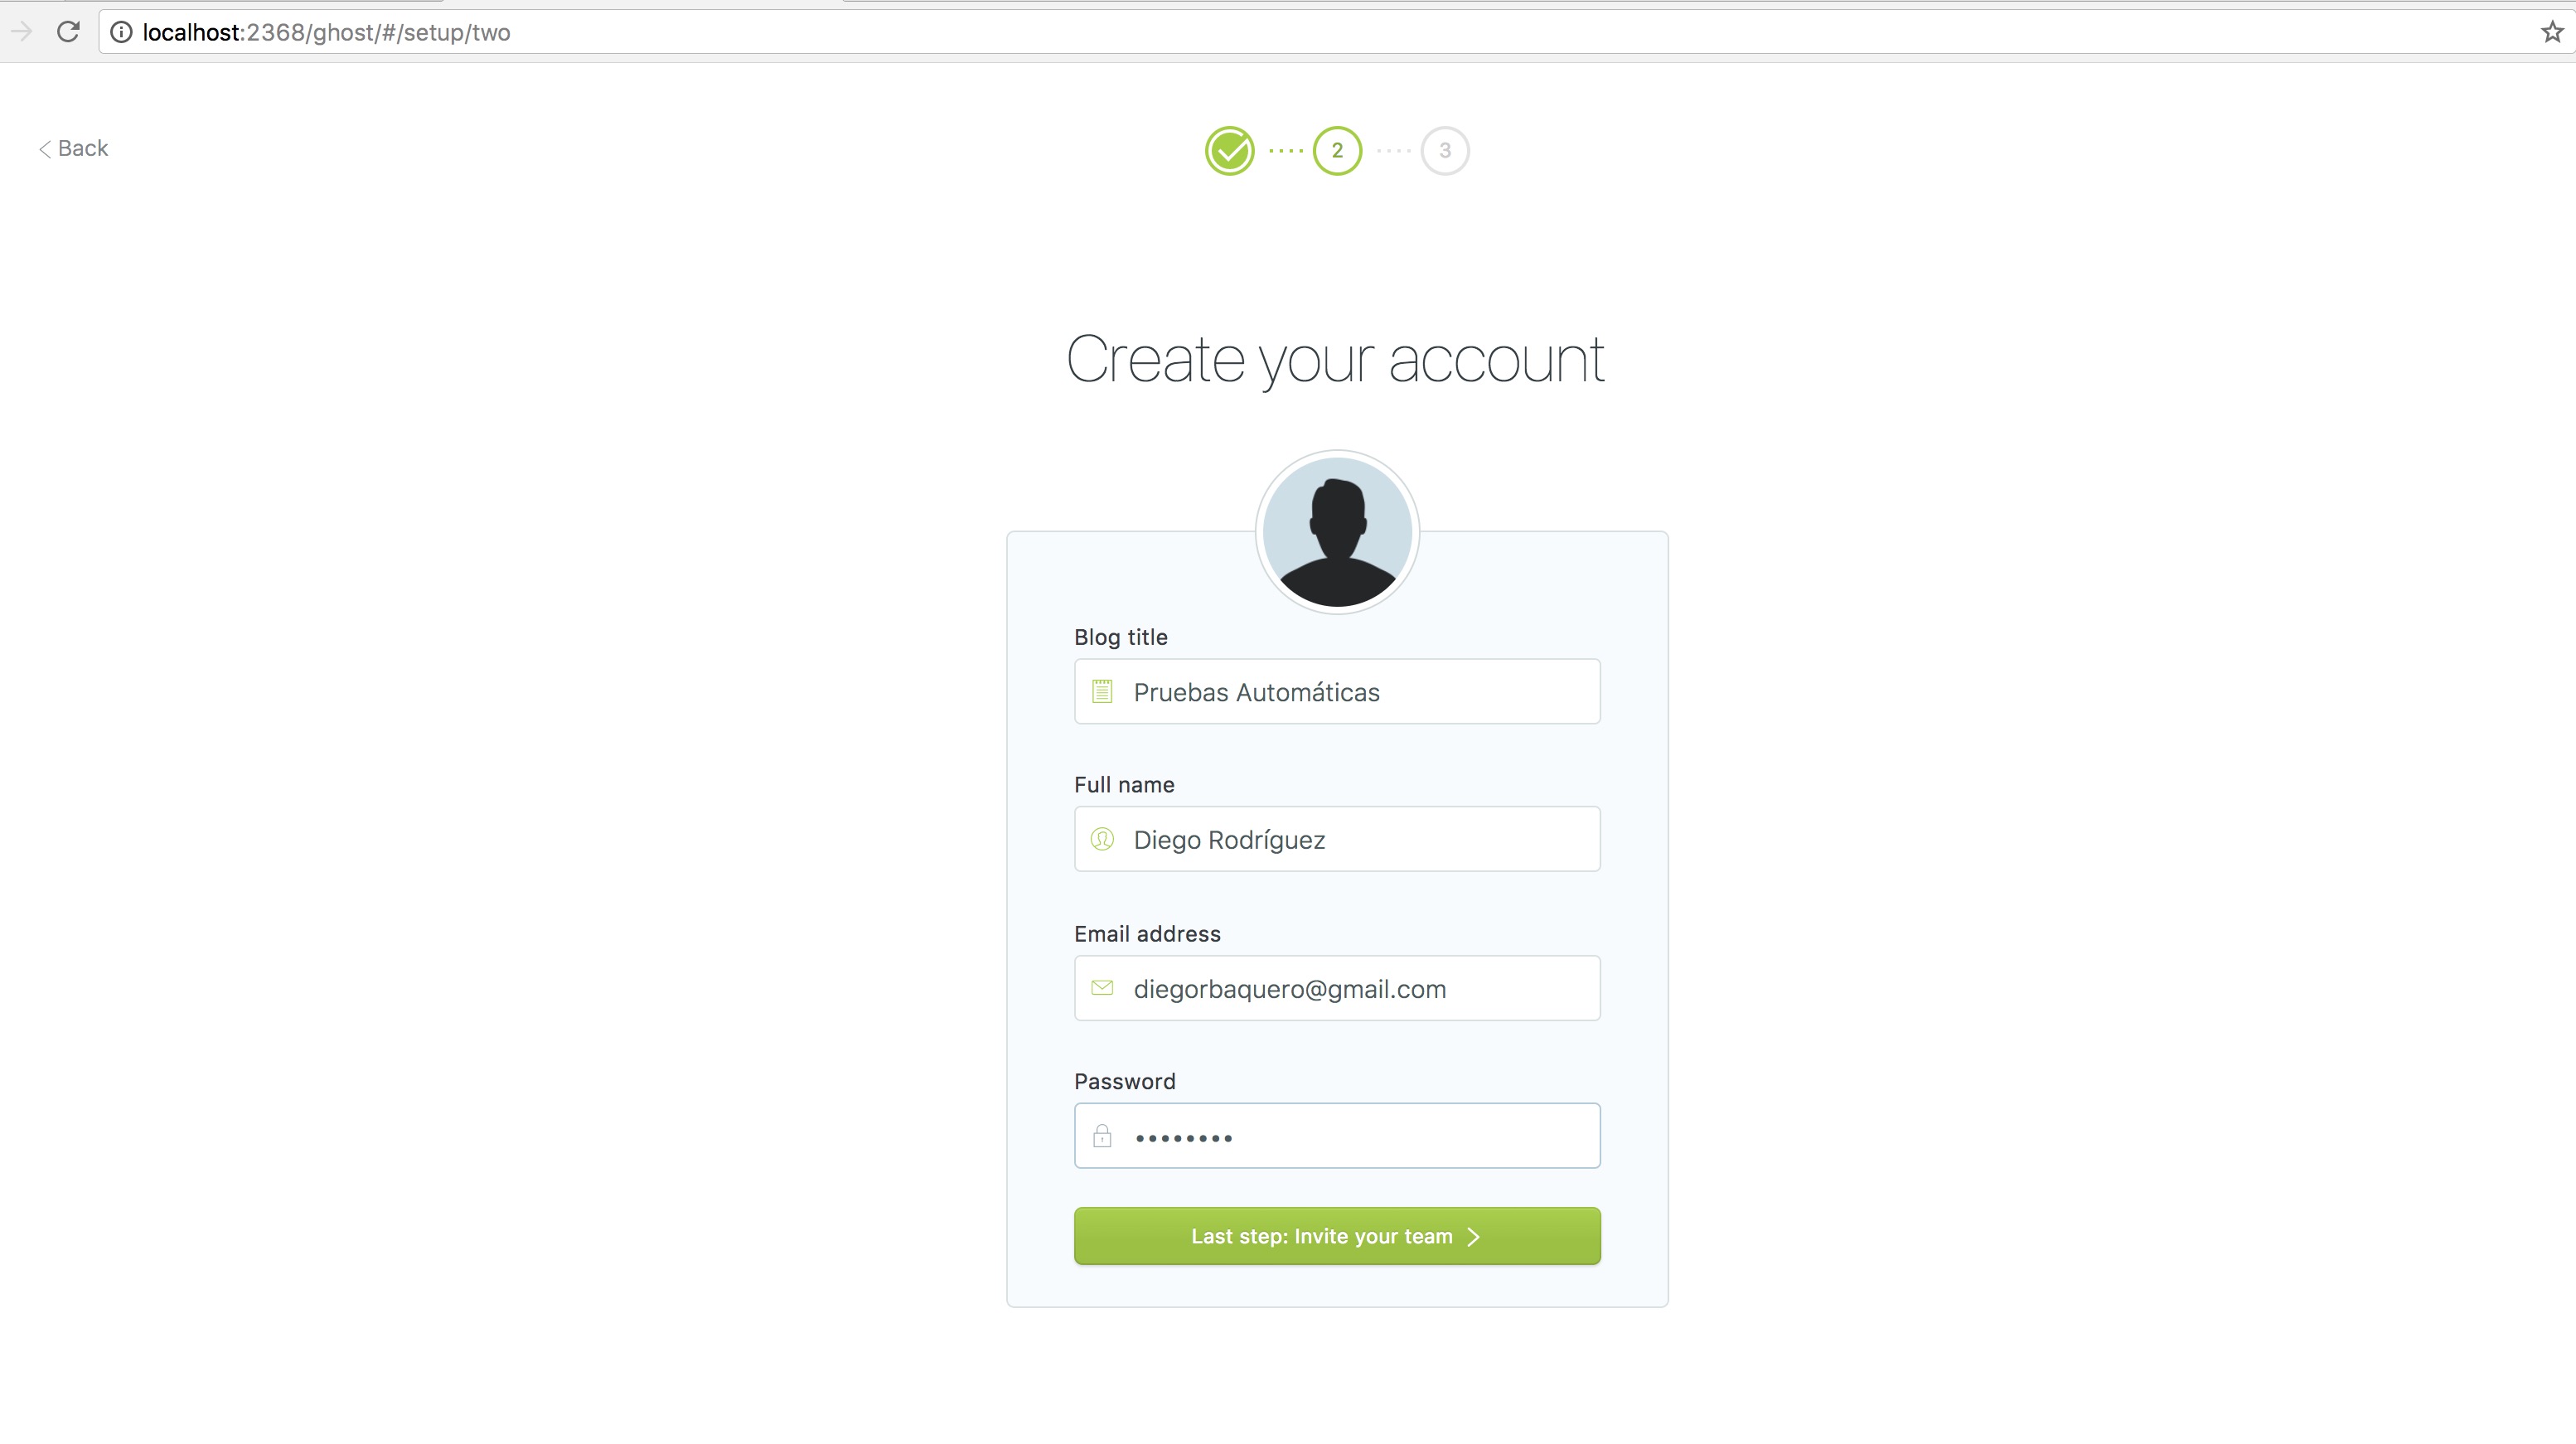 localhost:2368/ghost/#/setup/two
Back
2
3
Create your account
Blog title
Pruebas Automáticas
Full name
Diego Rodríguez
Email address
diegorbaquero@gmail.com
Password
••••••••
Last step: Invite your team